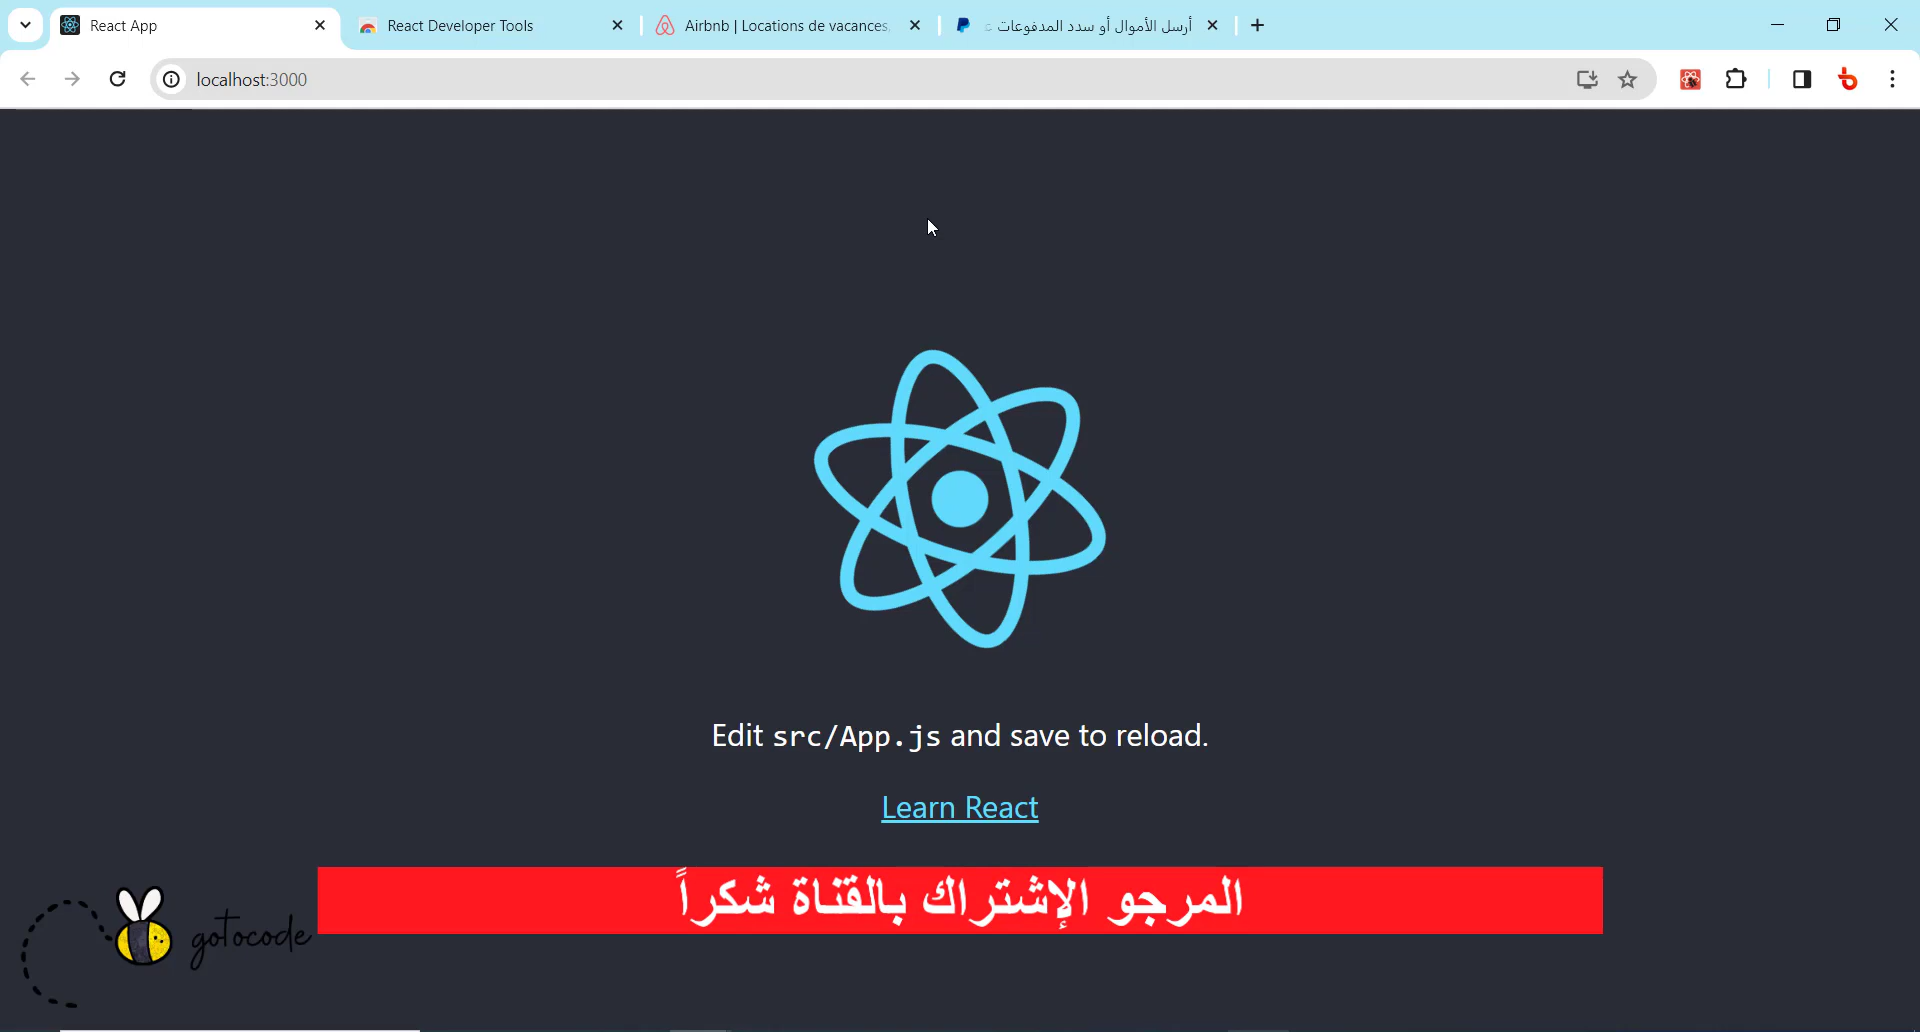 React App
React Developer Tools
Airbnb | Locations de vacances,
أرسل الأموال أو سدد المدفوعات ع
localhost:3000
Edit src/App.js and save to reload.
Learn React
المرجو الإشتراك بالقناة شكراً
gotocode